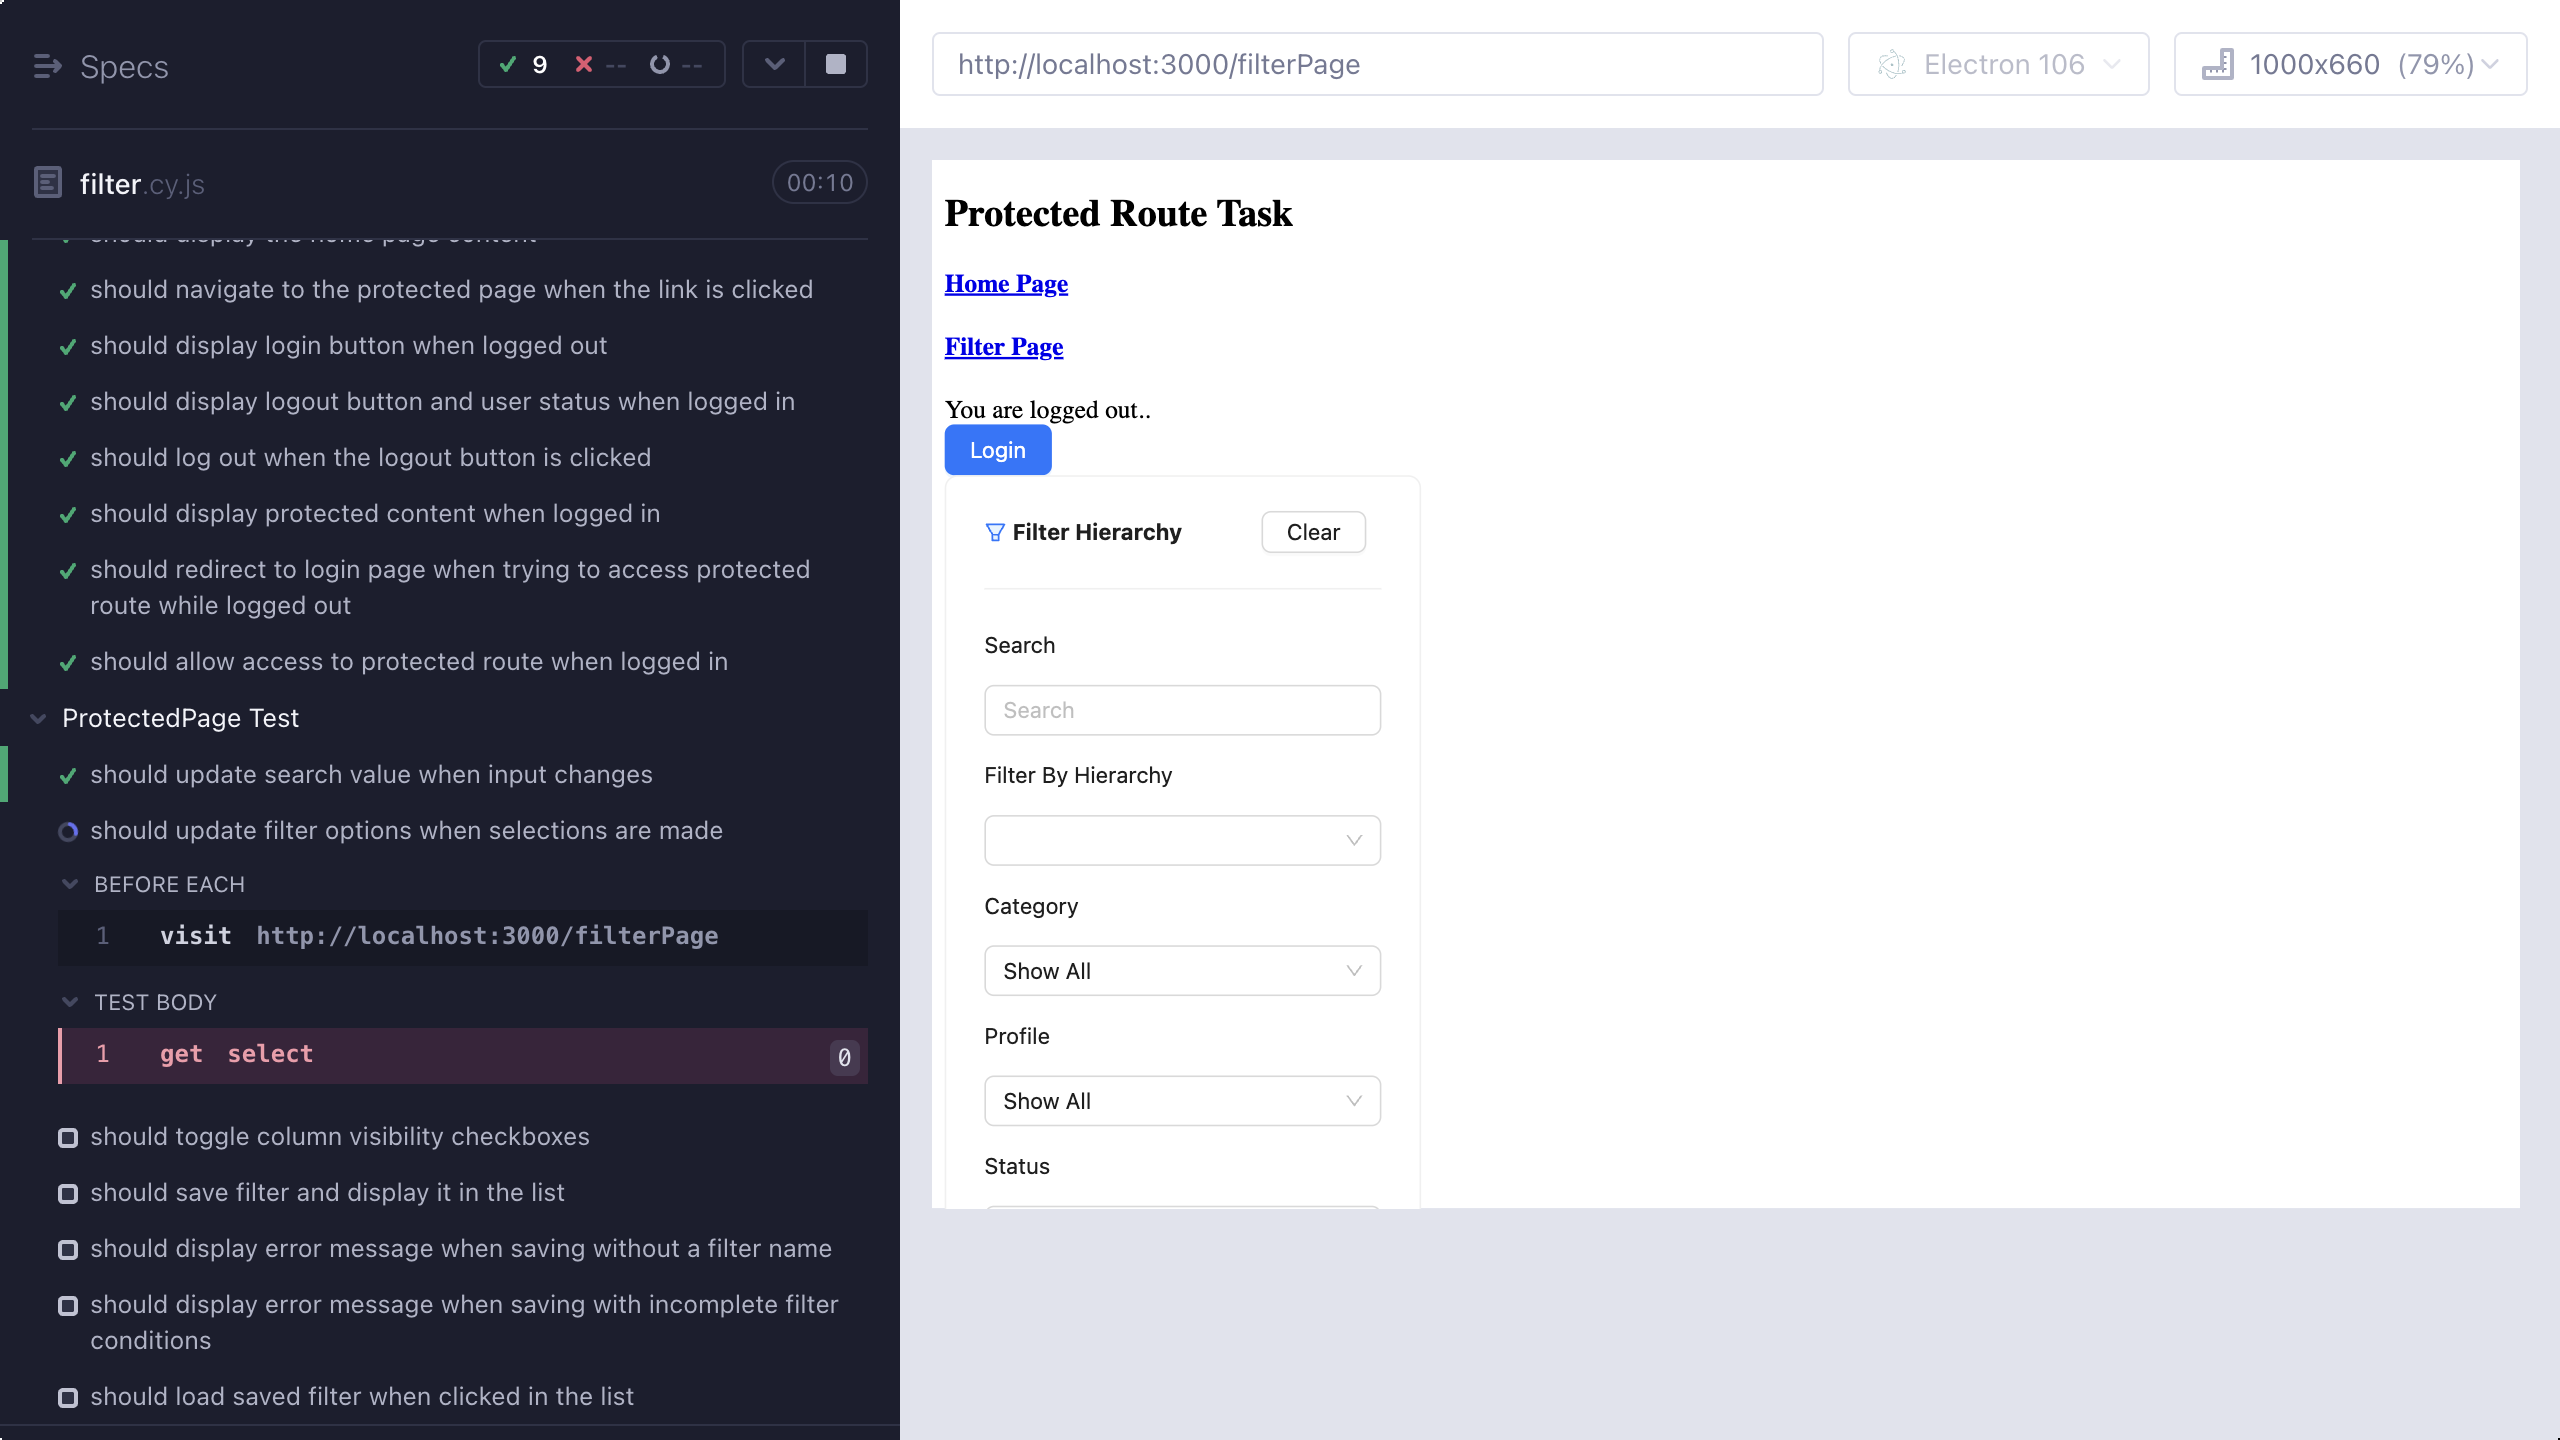 Specs
9
--
--
filter.cy.js
00:10
should display the home page content
should navigate to the protected page when the link is clicked
should display login button when logged out
should display logout button and user status when logged in
should log out when the logout button is clicked
should display protected content when logged in
should redirect to login page when trying to access protected
route while logged out
should allow access to protected route when logged in
ProtectedPage Test
should update search value when input changes
should update filter options when selections are made
BEFORE EACH
1 visit http://localhost:3000/filterPage
TEST BODY
1 get select 0
should toggle column visibility checkboxes
should save filter and display it in the list
should display error message when saving without a filter name
should display error message when saving with incomplete filter
conditions
should load saved filter when clicked in the list
http://localhost:3000/filterPage
Electron 106
1000x660 (79%)
Protected Route Task
Home Page
Filter Page
You are logged out..
Login
Filter Hierarchy
Clear
Search
Search
Filter By Hierarchy
Category
Show All
Profile
Show All
Status